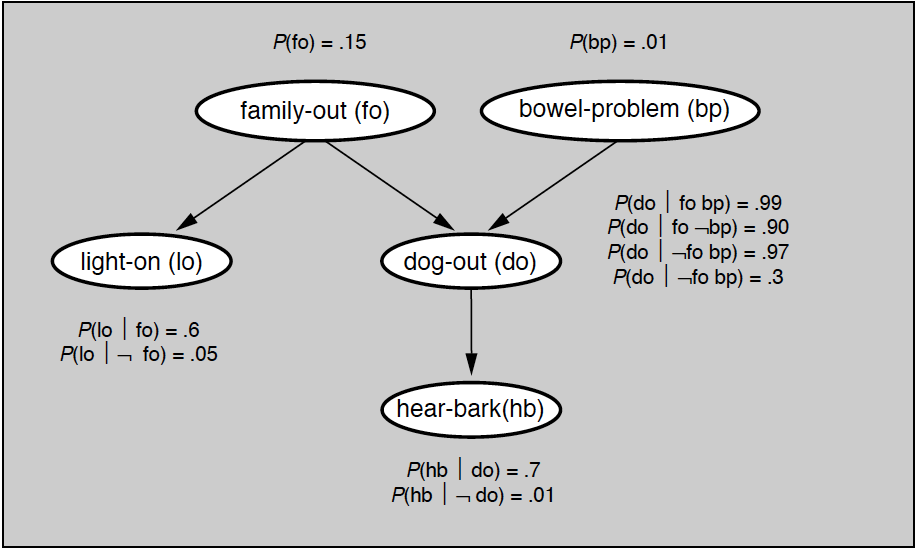 P(fo) = .15
P(bp) = .01
family-out (fo)
bowel-problem (bp)
P(do | fo bp) = .99
P(do | fo ¬bp) = .90
P(do | ¬fo bp) = .97
P(do | ¬fo bp) = .3
light-on (lo)
dog-out (do)
P(lo | fo) = .6
P(lo | ¬ fo) = .05
hear-bark(hb)
P(hb | do) = .7
P(hb | ¬ do) = .01